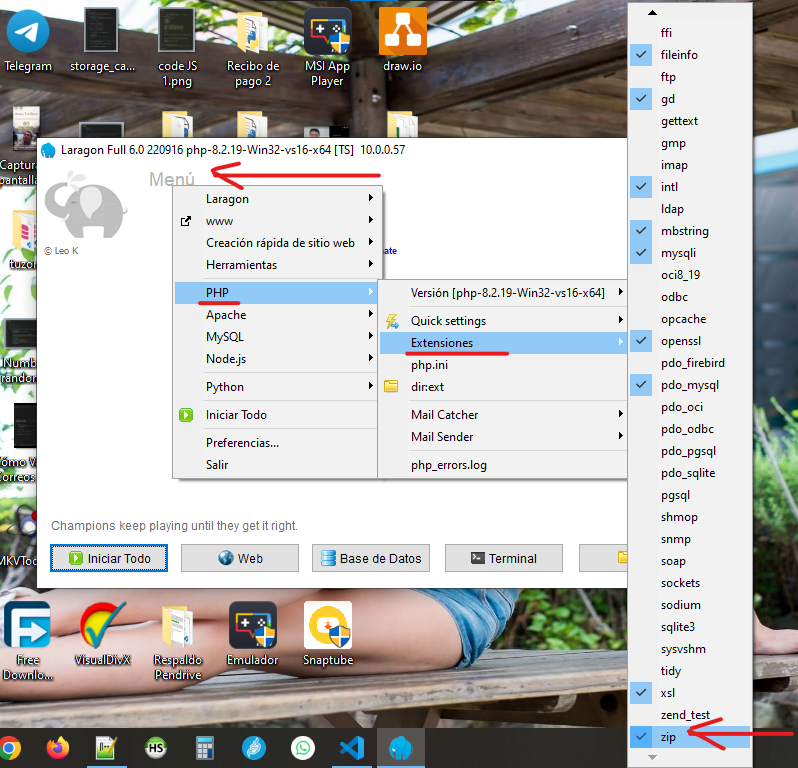 Telegram
storage_ca...
code JS
1.png
Recibo de
pago 2
MSI App
Player
draw.io
Captura
pantalla
Laragon Full 6.0 220916 php-8.2.19-Win32-vs16-x64 [TS] 10.0.0.57
Menú
© Leo K
ate
Laragon
www
Creación rápida de sitio web
Herramientas
PHP
Apache
MySQL
Node.js
Python
Iniciar Todo
Preferencias...
Salir
Versión [php-8.2.19-Win32-vs16-x64]
Quick settings
Extensiones
php.ini
dir:ext
Mail Catcher
Mail Sender
php_errors.log
ffi
fileinfo
ftp
gd
gettext
gmp
imap
intl
ldap
mbstring
mysqli
oci8_19
odbc
opcache
openssl
pdo_firebird
pdo_mysql
pdo_oci
pdo_odbc
pdo_pgsql
pdo_sqlite
pgsql
shmop
snmp
soap
sockets
sodium
sqlite3
sysvshm
tidy
xsl
zend_test
zip
tuzo
Numb
random
ómo V
Correos
MKVToo
Champions keep playing until they get it right.
Iniciar Todo
Web
Base de Datos
Terminal
Free
Downlo...
VisualDivX
Respaldo
Pendrive
Emulador
Snaptube
HS